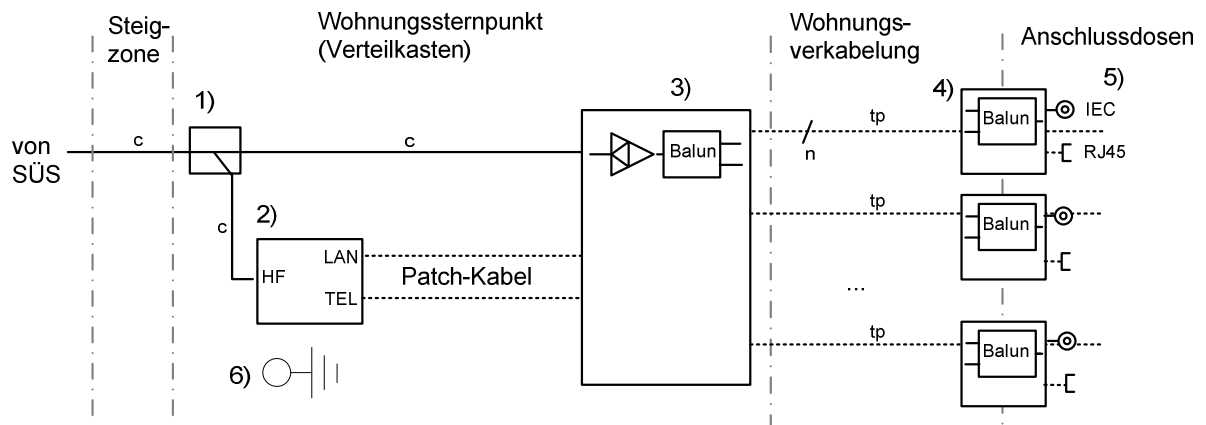 Steig-
zone
Wohnungssternpunkt
(Verteilkasten)
Wohnungs-
verkabelung
Anschlussdosen
1)
3)
4)
5)
von
SÜS
c
c
tp
n
Balun
Balun
IEC
RJ45
c
2)
HF
LAN
TEL
Patch-Kabel
tp
Balun
...
tp
Balun
6)